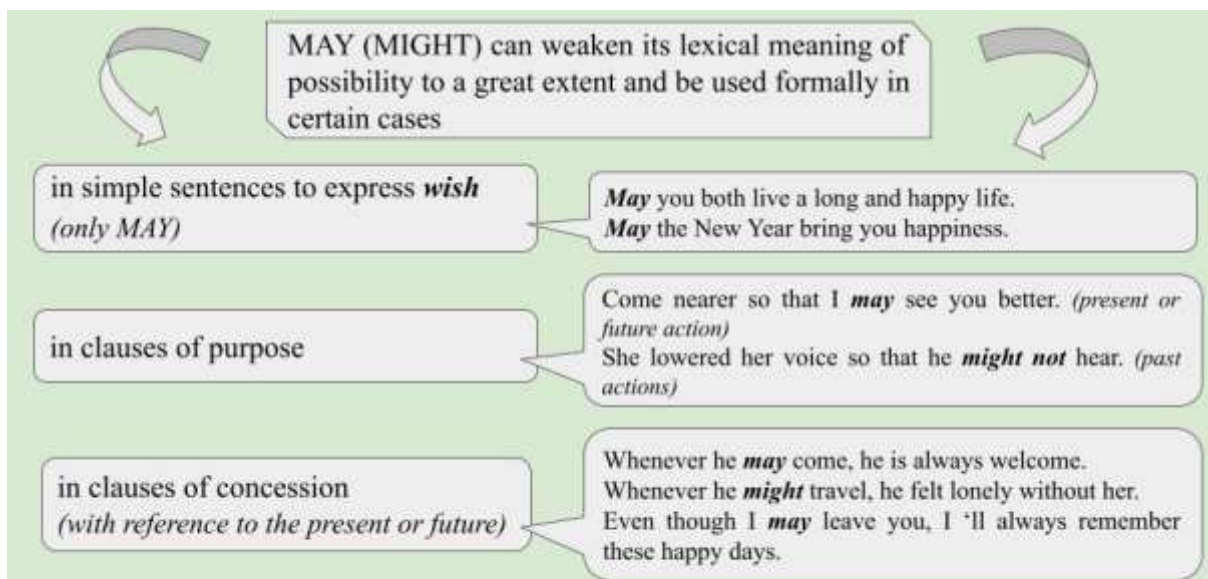 MAY (MIGHT) can weaken its lexical meaning of
possibility to a great extent and be used formally in
certain cases
in simple sentences to express wish
(only MAY)
May you both live a long and happy life.
May the New Year bring you happiness.
in clauses of purpose
Come nearer so that I may see you better. (present or
future action)
She lowered her voice so that he might not hear. (past
actions)
in clauses of concession
(with reference to the present or future)
Whenever he may come, he is always welcome.
Whenever he might travel, he felt lonely without her.
Even though I may leave you, I ‘ll always remember
these happy days.